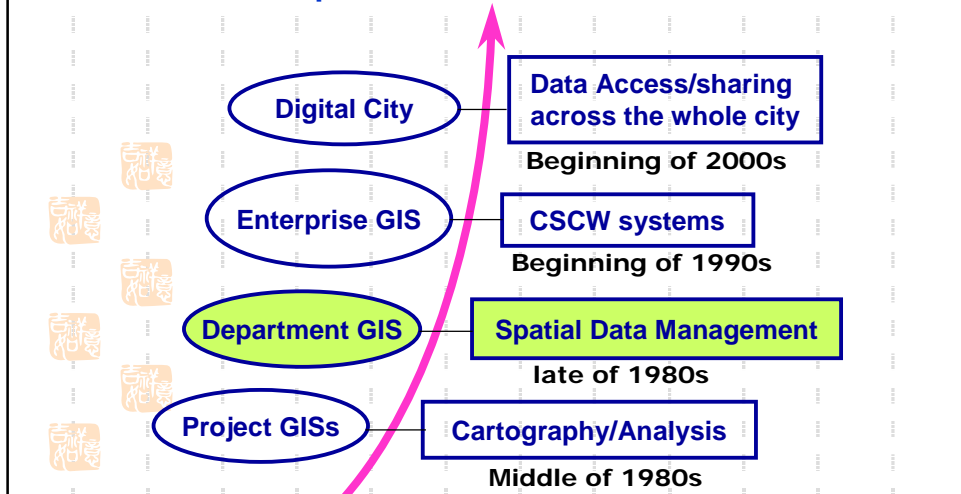 Digital City
Data Access/sharing
across the whole city
Beginning of 2000s
Enterprise GIS
CSCW systems
Beginning of 1990s
Department GIS
Spatial Data Management
late of 1980s
Project GISs
Cartography/Analysis
Middle of 1980s